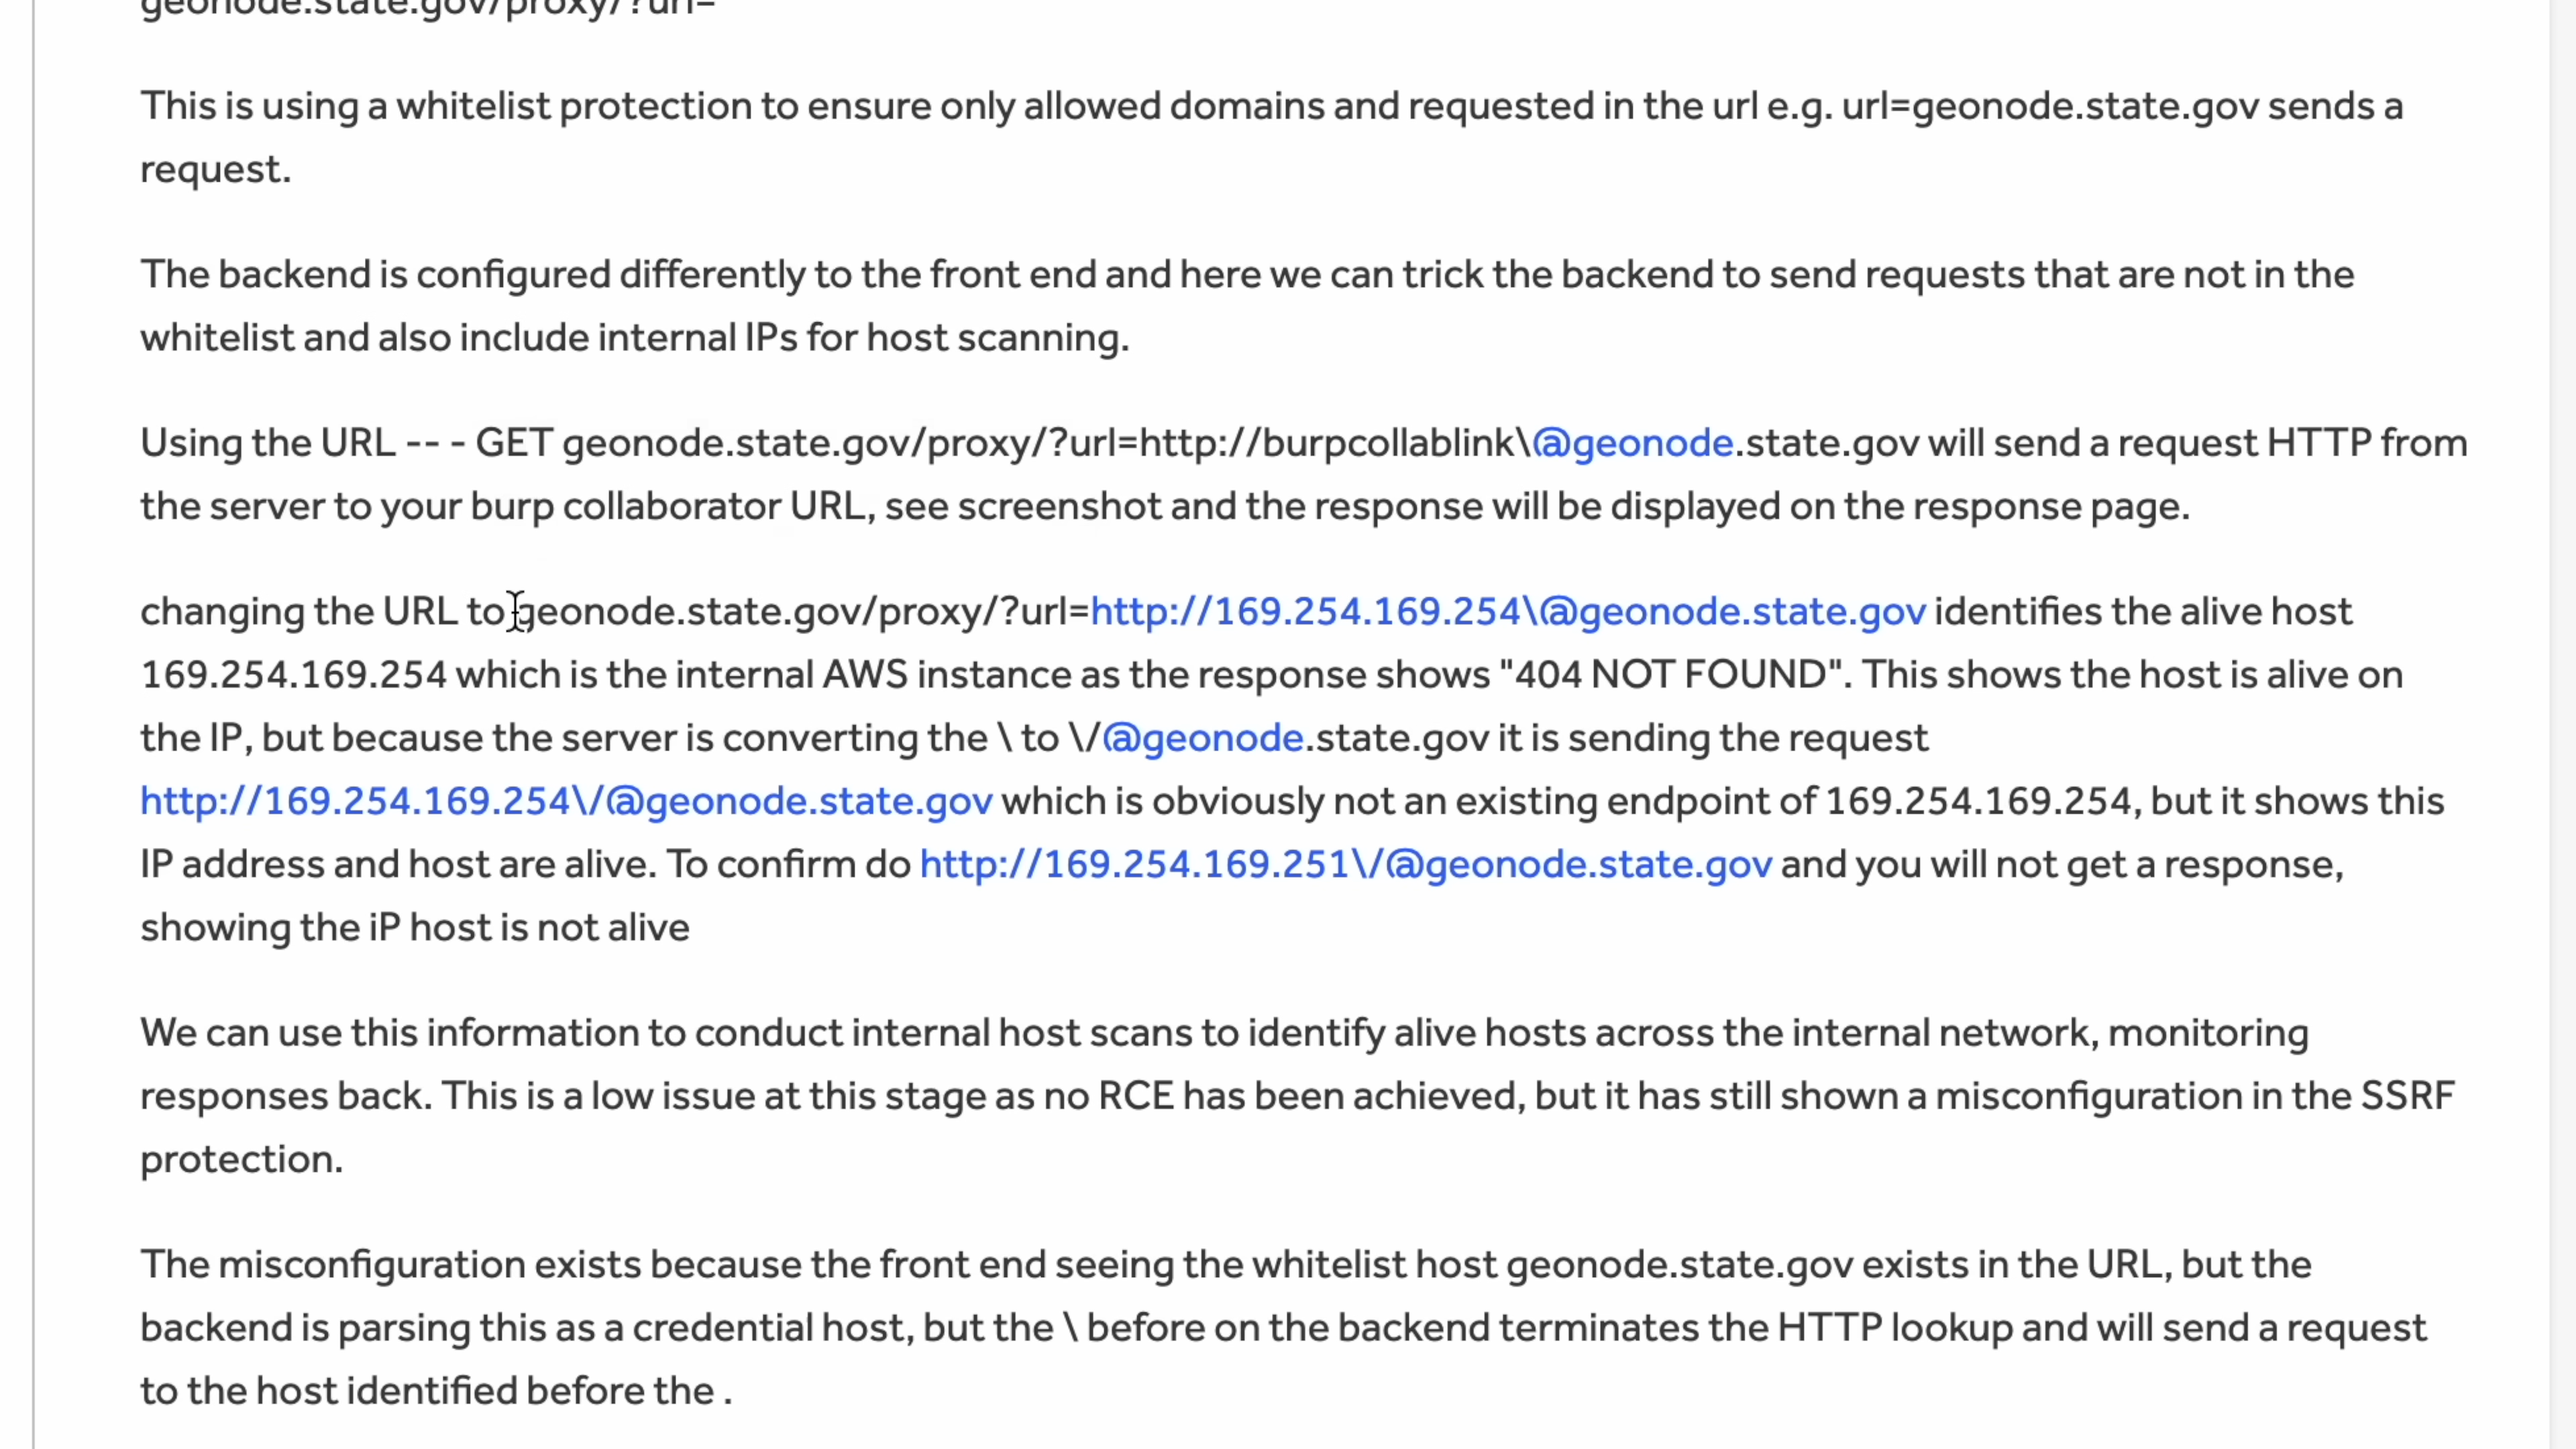 geonode.state.gov/proxy/?url=
This is using a whitelist protection to ensure only allowed domains and requested in the url e.g. url=geonode.state.gov sends a
request.
The backend is configured differently to the front end and here we can trick the backend to send requests that are not in the
whitelist and also include internal IPs for host scanning.
Using the URL -- - GET geonode.state.gov/proxy/?url=http://burpcollablink\@geonode.state.gov will send a request HTTP from
the server to your burp collaborator URL, see screenshot and the response will be displayed on the response page.
changing the URL to geonode.state.gov/proxy/?url=http://169.254.169.254\@geonode.state.gov identifies the alive host
169.254.169.254 which is the internal AWS instance as the response shows "404 NOT FOUND". This shows the host is alive on
the IP, but because the server is converting the \ to \/@geonode.state.gov it is sending the request
http://169.254.169.254\/@geonode.state.gov which is obviously not an existing endpoint of 169.254.169.254, but it shows this
IP address and host are alive. To confirm do http://169.254.169.251\/@geonode.state.gov and you will not get a response,
showing the iP host is not alive
We can use this information to conduct internal host scans to identify alive hosts across the internal network, monitoring
responses back. This is a low issue at this stage as no RCE has been achieved, but it has still shown a misconfiguration in the SSRF
protection.
The misconfiguration exists because the front end seeing the whitelist host geonode.state.gov exists in the URL, but the
backend is parsing this as a credential host, but the \ before on the backend terminates the HTTP lookup and will send a request
to the host identified before the .